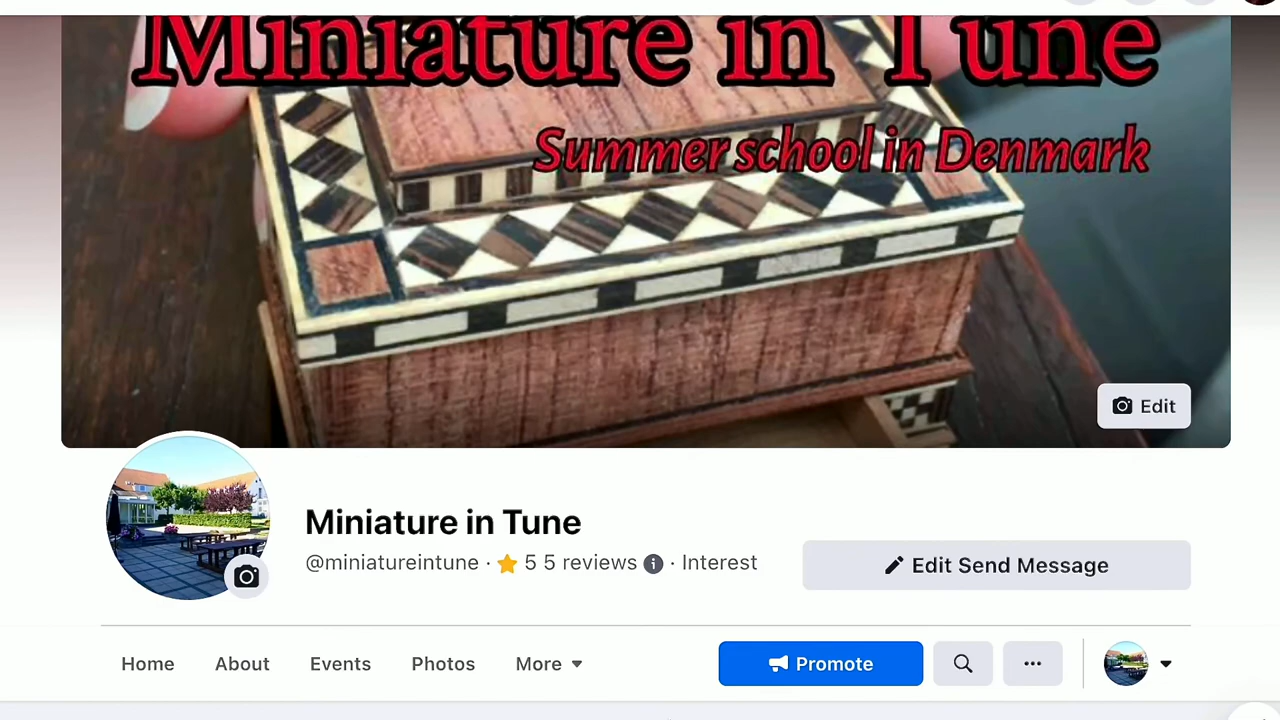 Miniature in Tune
Summer school in Denmark
Edit
Miniature in Tune
@miniatureintune · 5 5 reviews · Interest
Edit Send Message
Home About Events Photos More Promote